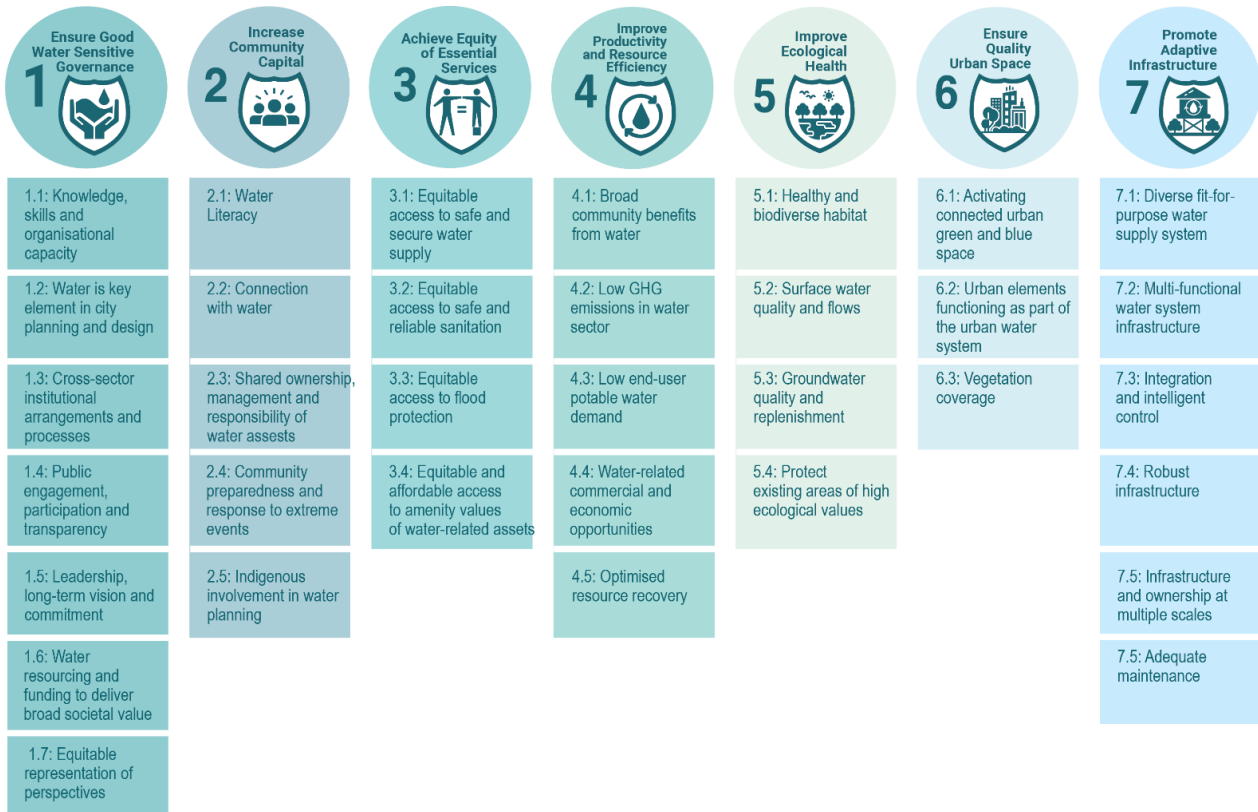 Ensure Good
Water Sensitive
Governance
1
Increase
Community
Capital
2
Achieve Equity
of Essential
Services
3
Improve
Productivity
and Resource
Efficiency
4
Improve
Ecological
Health
5
Ensure
Quality
Urban Space
6
Promote
Adaptive
Infrastructure
7
1.1: Knowledge,
skills and
organisational
capacity
1.2: Water is key
element in city
planning and design
1.3: Cross-sector
institutional
arrangements and
processes
1.4: Public
engagement,
participation and
transparency
1.5: Leadership,
long-term vision and
commitment
1.6: Water
resourcing and
funding to deliver
broad societal value
1.7: Equitable
representation of
perspectives
2.1: Water
Literacy
2.2: Connection
with water
2.3: Shared ownership,
management and
responsibility of
water assests
2.4: Community
preparedness and
response to extreme
events
2.5: Indigenous
involvement in water
planning
3.1: Equitable
access to safe and
secure water
supply
3.2: Equitable
access to safe and
reliable sanitation
3.3: Equitable
access to flood
protection
3.4: Equitable and
affordable access
to amenity values
of water-related assets
4.1: Broad
community benefits
from water
4.2: Low GHG
emissions in water
sector
4.3: Low end-user
potable water
demand
4.4: Water-related
commercial and
economic
opportunities
4.5: Optimised
resource recovery
5.1: Healthy and
biodiverse habitat
5.2: Surface water
quality and flows
5.3: Groundwater
quality and
replenishment
5.4: Protect
existing areas of high
ecological values
6.1: Activating
connected urban
green and blue
space
6.2: Urban elements
functioning as part of
the urban water
system
6.3: Vegetation
coverage
7.1: Diverse fit-for-
purpose water
supply system
7.2: Multi-functional
water system
infrastructure
7.3: Integration
and intelligent
control
7.4: Robust
infrastructure
7.5: Infrastructure
and ownership at
multiple scales
7.5: Adequate
maintenance